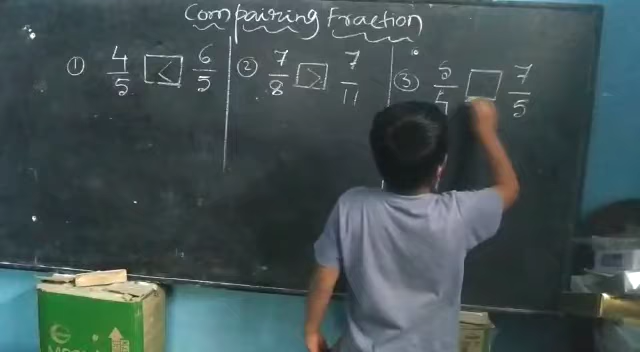 Compairing Fraction
① 4/5 < 6/5 ② 7/8 > 7/11 ③ 5/4 □ 7/5